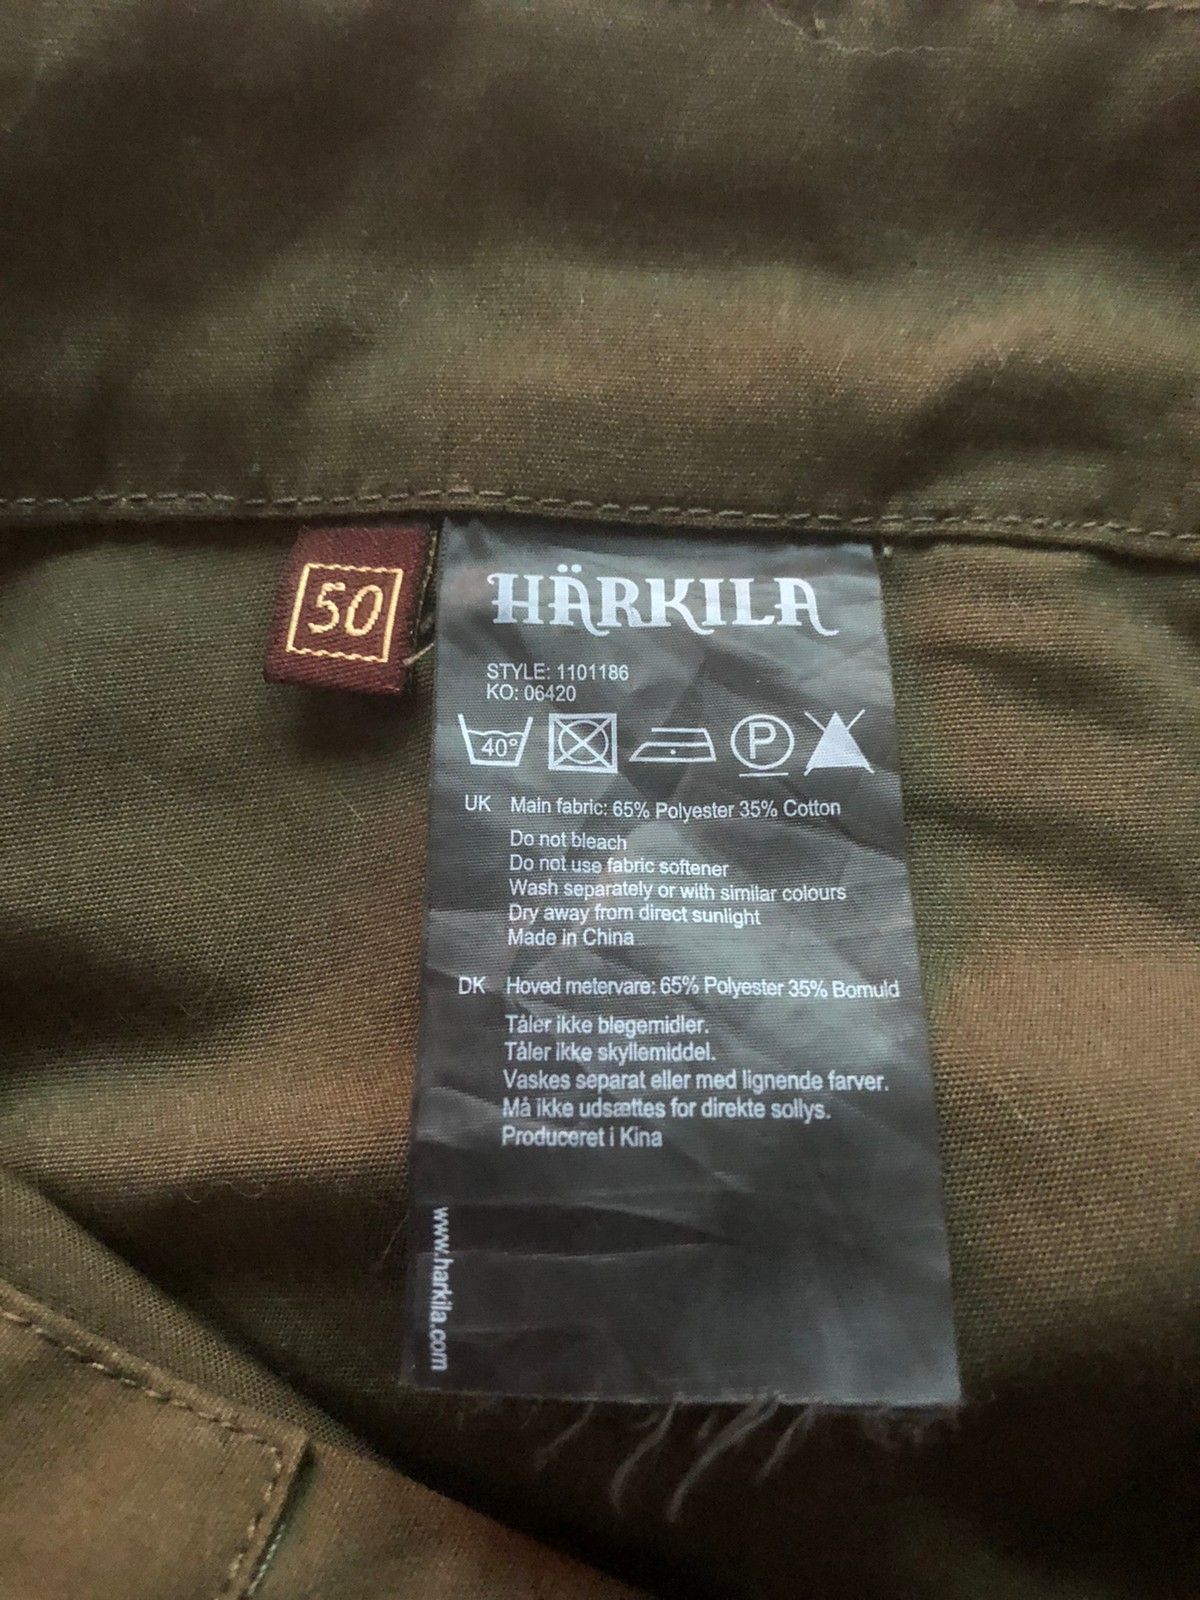 50
HÄRKILA
STYLE: 1101186
KO: 06420
40°
P
UK Main fabric: 65% Polyester 35% Cotton
Do not bleach
Do not use fabric softener
Wash separately or with similar colours
Dry away from direct sunlight
Made in China
DK Hoved metervare: 65% Polyester 35% Bomuld
Tåler ikke blegemidler.
Tåler ikke skyllemiddel.
Vaskes separat eller med lignende farver.
Må ikke udsættes for direkte sollys.
Produceret i Kina
www.harkila.com